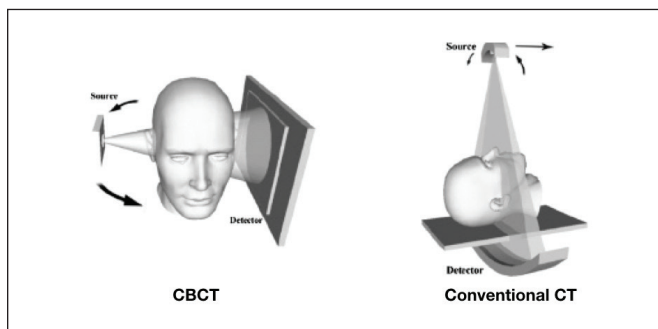 Source
Detector
CBCT
Source
Detector
Conventional CT